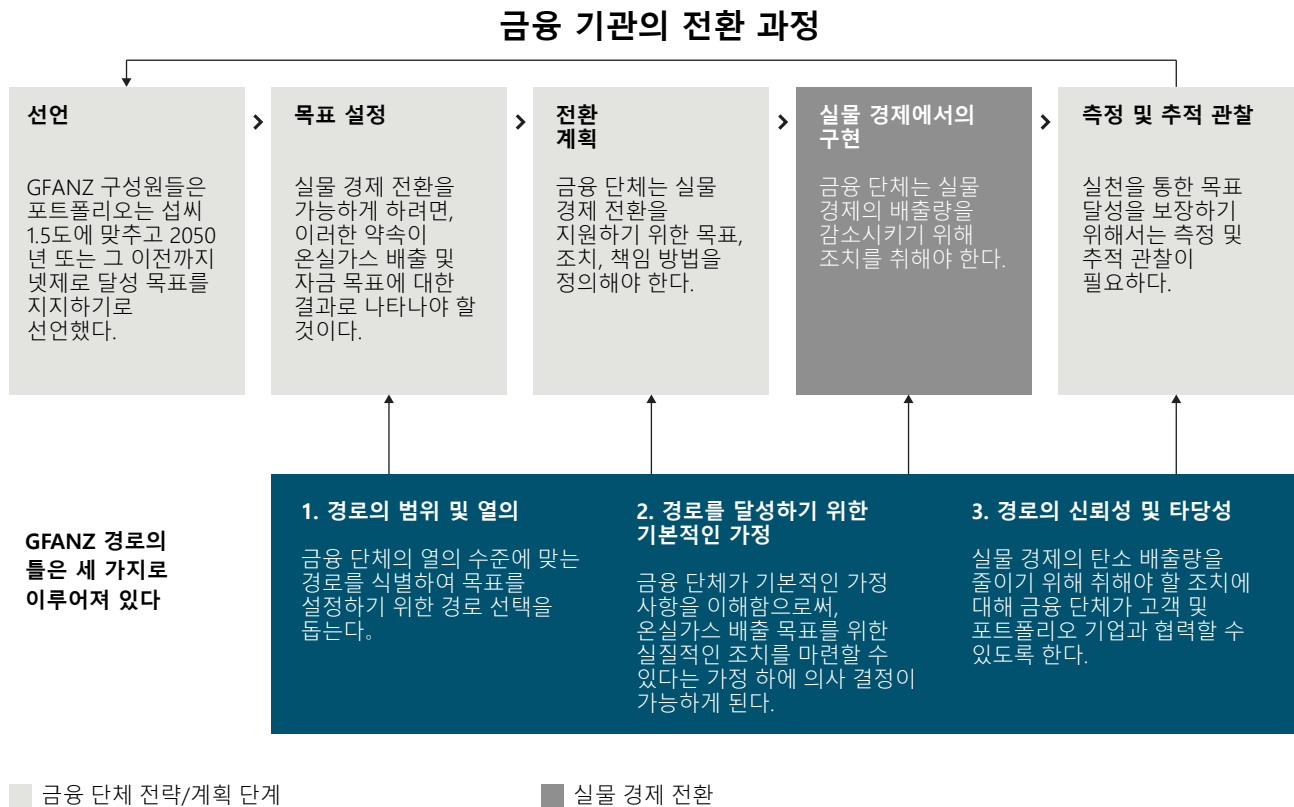 금융 기관의 전환 과정
선언
GFANZ 구성원들은
포트폴리오는 섭씨
1.5도에 맞추고 2050
년 또는 그 이전까지
넷제로 달성 목표를
지지하기로
선언했다.
목표 설정
실물 경제 전환을
가능하게 하려면,
이러한 약속이
온실가스 배출 및
자금 목표에 대한
결과로 나타나야 할
것이다.
전환
계획
금융 단체는 실물
경제 전환을
지원하기 위한 목표,
조치, 책임 방법을
정의해야 한다.
실물 경제에서의
구현
금융 단체는 실물
경제의 배출량을
감소시키기 위해
조치를 취해야 한다.
측정 및 추적 관찰
실천을 통한 목표
달성을 보장하기
위해서는 측정 및
추적 관찰이
필요하다.
GFANZ 경로의
틀은 세 가지로
이루어져 있다
1. 경로의 범위 및 열의
금융 단체의 열의 수준에 맞는
경로를 식별하여 목표를
설정하기 위한 경로 선택을
돕는다。
2. 경로를 달성하기 위한
기본적인 가정
금융 단체가 기본적인 가정
사항을 이해함으로써,
온실가스 배출 목표를 위한
실질적인 조치를 마련할 수
있다는 가정 하에 의사 결정이
가능하게 된다.
3. 경로의 신뢰성 및 타당성
실물 경제의 탄소 배출량을
줄이기 위해 취해야 할 조치에
대해 금융 단체가 고객 및
포트폴리오 기업과 협력할 수
있도록 한다.
금융 단체 전략/계획 단계
실물 경제 전환